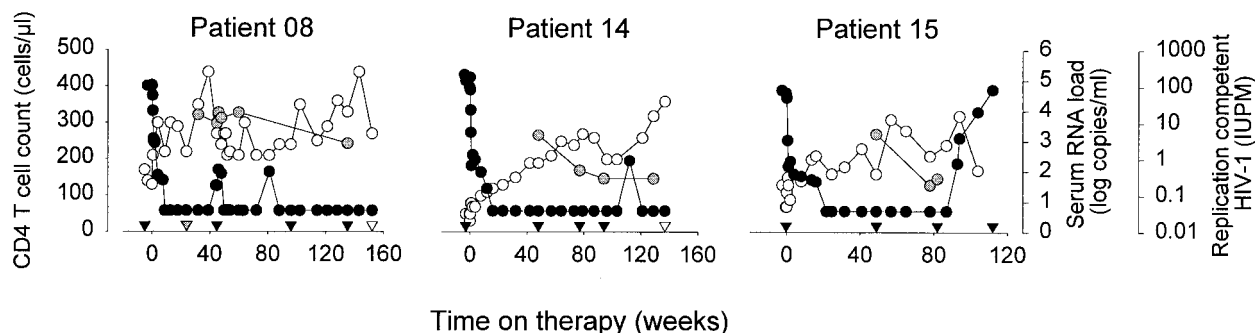 Patient 08
Patient 14
Patient 15
CD4 T cell count (cells/µl)
500
400
300
200
100
0
0 40 80 120 160
0 40 80 120 160
0 40 80 120
6
5
4
3
2
1
0
Serum RNA load
(log copies/ml)
1000
100
10
1
0.1
0.01
Replication competent
HIV-1 (IUPM)
Time on therapy (weeks)